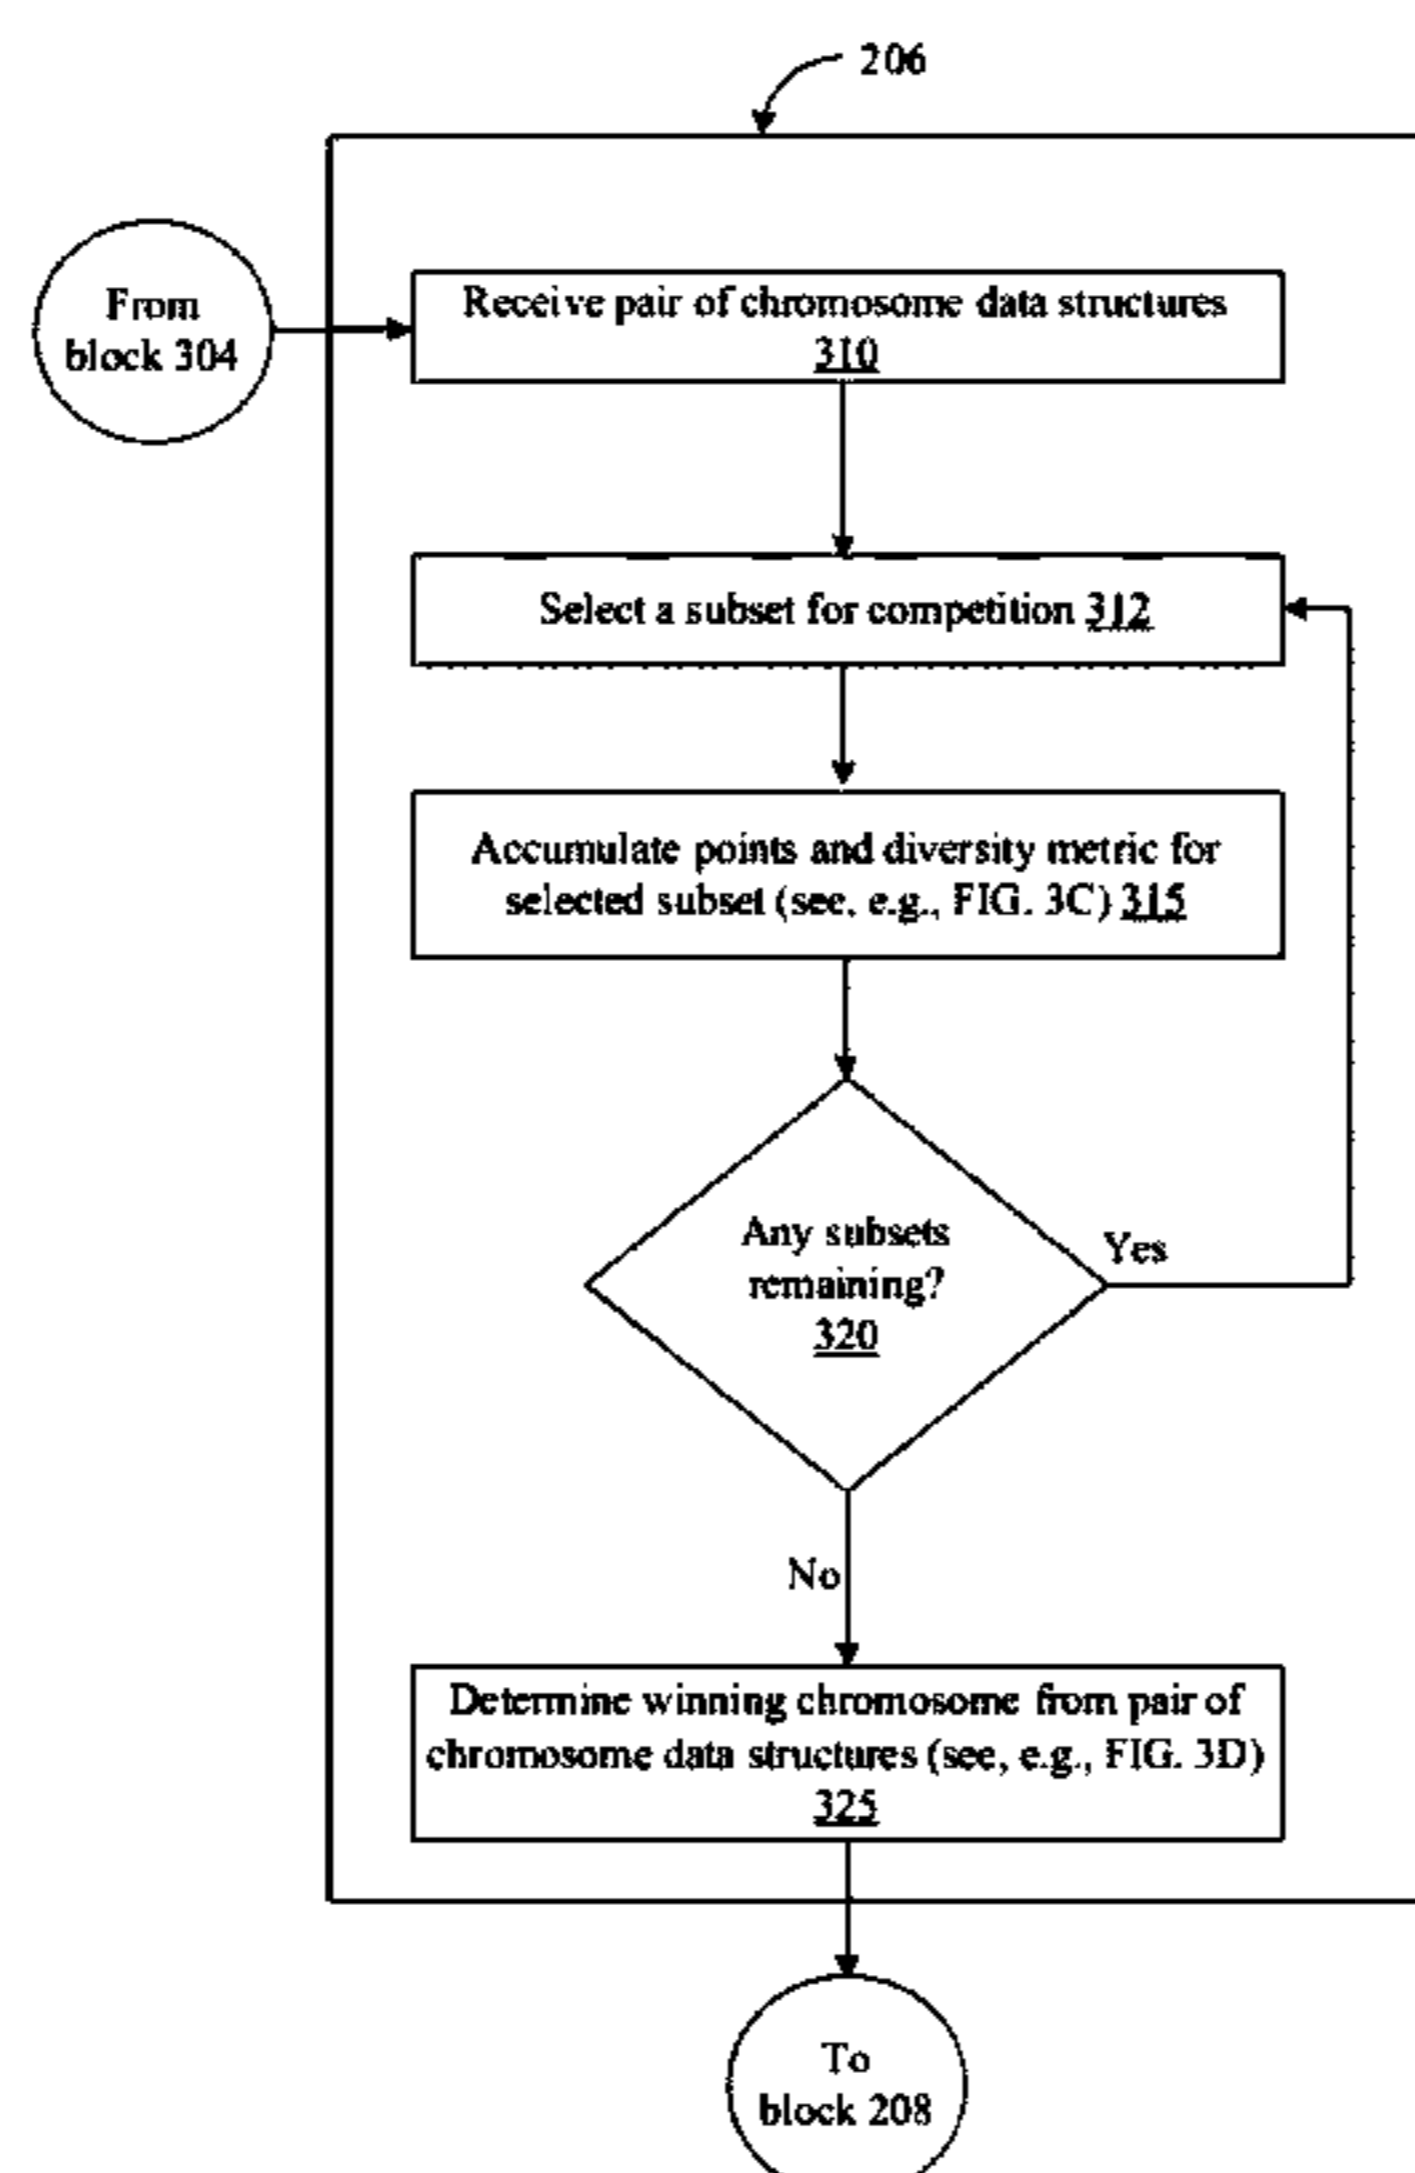 206
From
block 304
Receive pair of chromosome data structures
310
Select a subset for competition 312
Accumulate points and diversity metric for
selected subset (see, e.g., FIG. 3C) 315
Any subsets
remaining?
320
Yes
No
Determine winning chromosome from pair of
chromosome data structures (see, e.g., FIG. 3D)
325
To
block 208